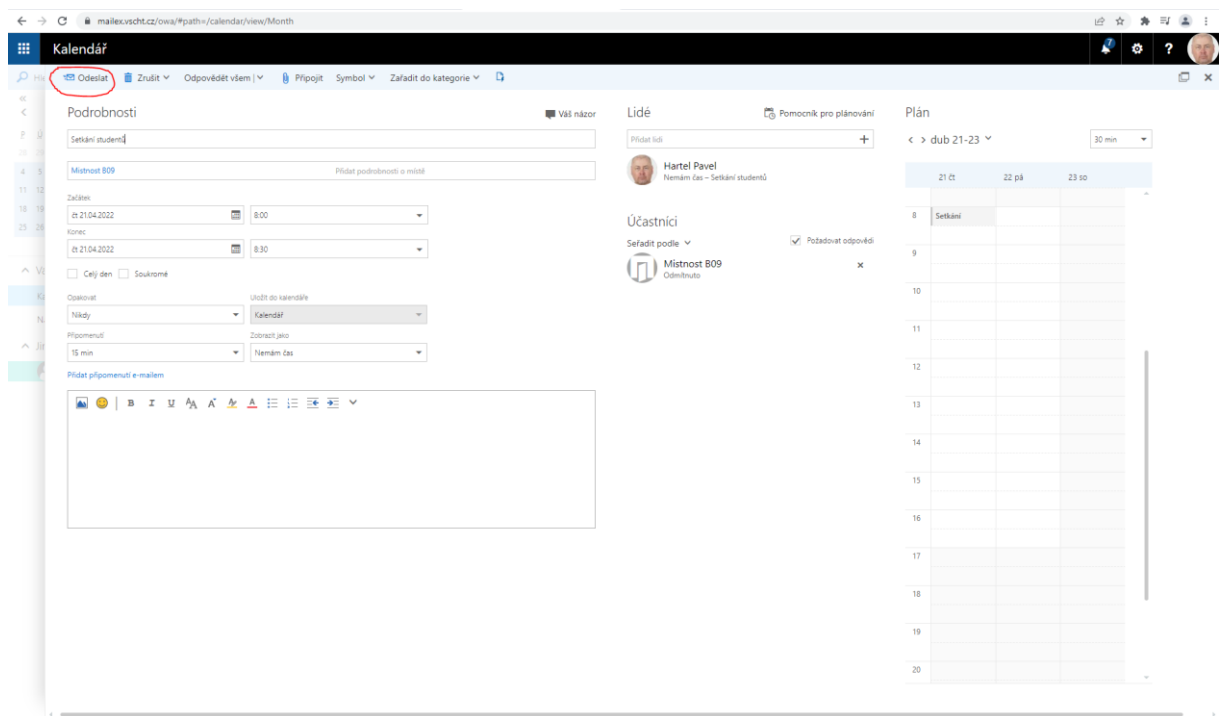 mailex.vscht.cz/owa/#path=/calendar/view/Month
Kalendář
7
?
Odeslat Zrušit Odpovědět všem | Připojit Symbol Zařadit do kategorie
Podrobnosti
Váš názor
Setkání studentů
Mistnost B09 Přidat podrobnosti o místě
Začátek
čt 21.04.2022 8:00
Konec
čt 21.04.2022 8:30
Celý den Soukromé
Opakovat Uložit do kalendáře
Nikdy Kalendář
Připomenutí Zobrazit jako
15 min Nemám čas
Přidat připomenutí e-mailem
B I U
Lidé
Pomocník pro plánování
Přidat lidi
Hartel Pavel
Nemám čas – Setkání studentů
Účastníci
Seřadit podle Požadovat odpovědi
Mistnost B09
Odmítnuto
Plán
dub 21-23 30 min
21 čt 22 pá 23 so
8 Setkání
9
10
11
12
13
14
15
16
17
18
19
20